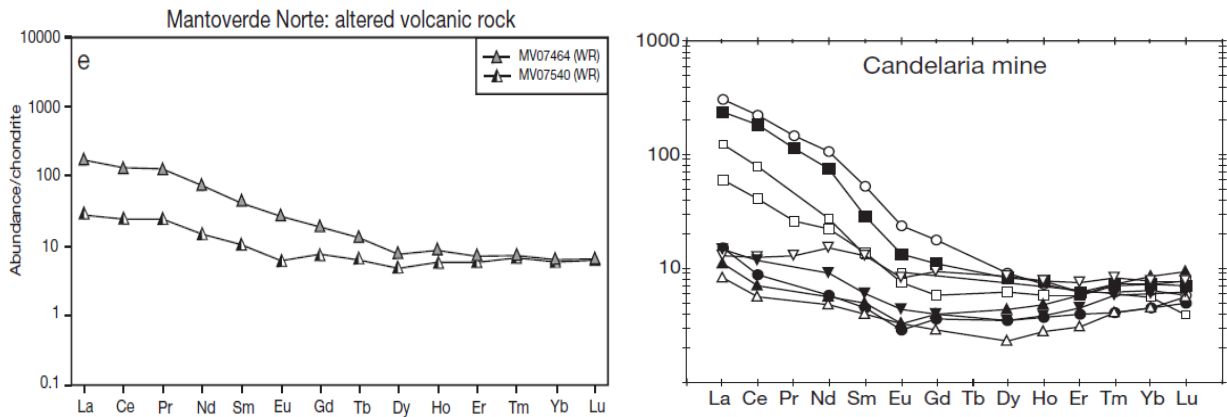 Mantoverde Norte: altered volcanic rock
10000
1000
100
10
1
0.1
Abundance/chondrite
e
MV07464 (WR)
MV07540 (WR)
La Ce Pr Nd Sm Eu Gd Tb Dy Ho Er Tm Yb Lu
1000
100
10
Candelaria mine
La Ce Pr Nd Sm Eu Gd Tb Dy Ho Er Tm Yb Lu